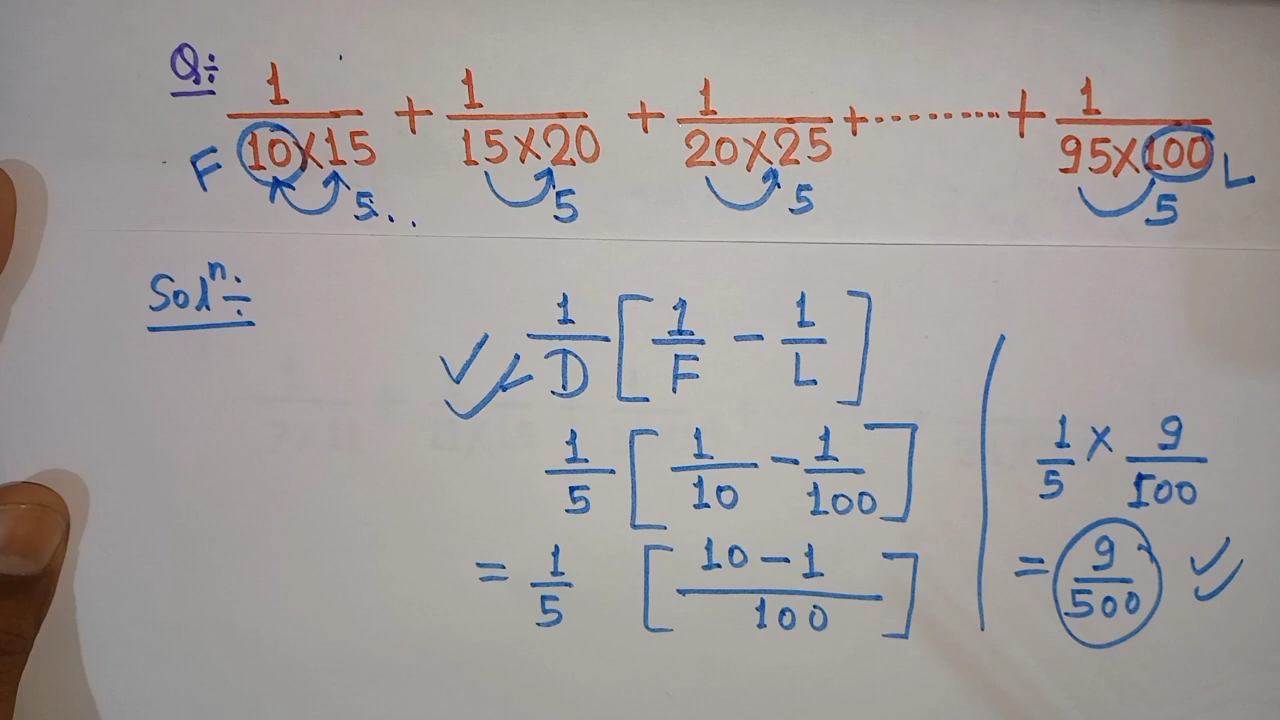 Q:
1/(10×15) + 1/(15×20) + 1/(20×25) +.........+ 1/(95×100)
F 5.. 5 5 5 L
Solⁿ:
1/D [1/F - 1/L]
1/5 [1/10 - 1/100]
= 1/5 [(10-1)/100]
1/5 × 9/100
= 9/500